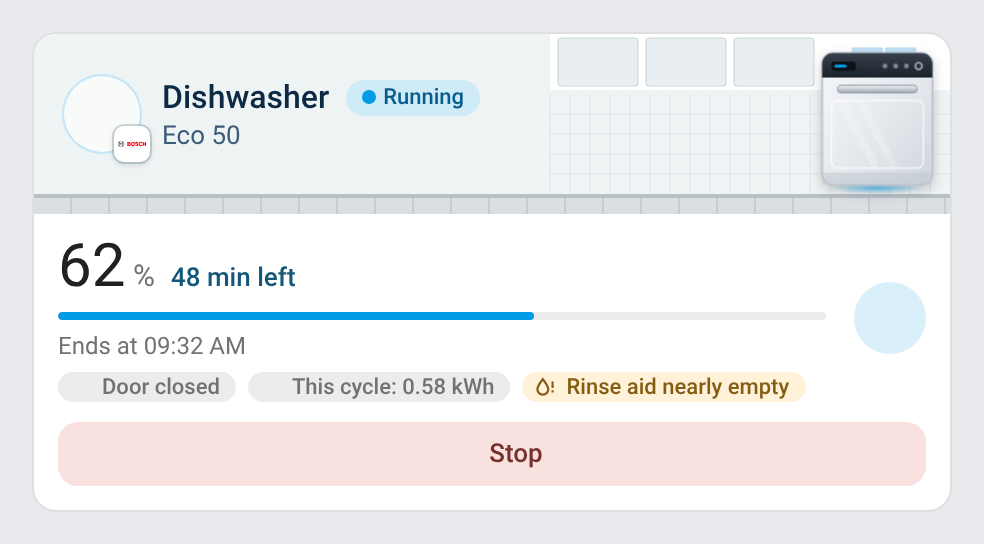 Dishwasher
Running
Eco 50
BOSCH
62 %
48 min left
Ends at 09:32 AM
Door closed
This cycle: 0.58 kWh
Rinse aid nearly empty
Stop